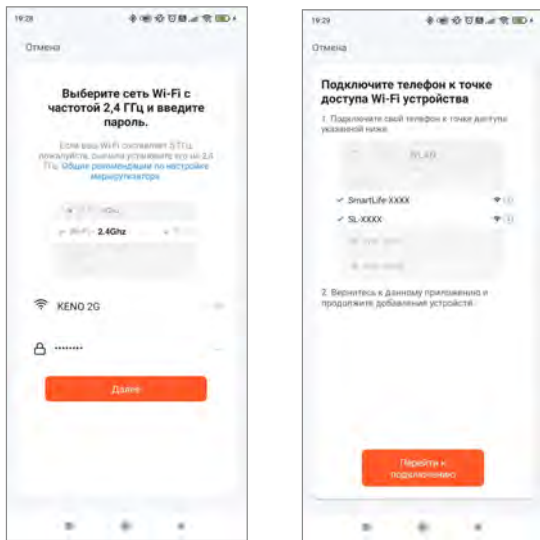 19:28
Отмена
Выберите сеть Wi-Fi с
частотой 2,4 ГГц и введите
пароль.
Если ваш Wi-Fi составляет 5 ГГц,
пожалуйста, сначала установите его на 2,4
ГГц. Общие рекомендации по настройке
маршрутизатора
2.4Ghz
KENO 2G
Далее
19:29
Отмена
Подключите телефон к точке
доступа Wi-Fi устройства
1. Подключите свой телефон к точке доступа
указанной ниже.
WLAN
SmartLife-XXXX
SL-XXXX
2. Вернитесь к данному приложению и
продолжите добавления устройств.
Перейти к
подключению